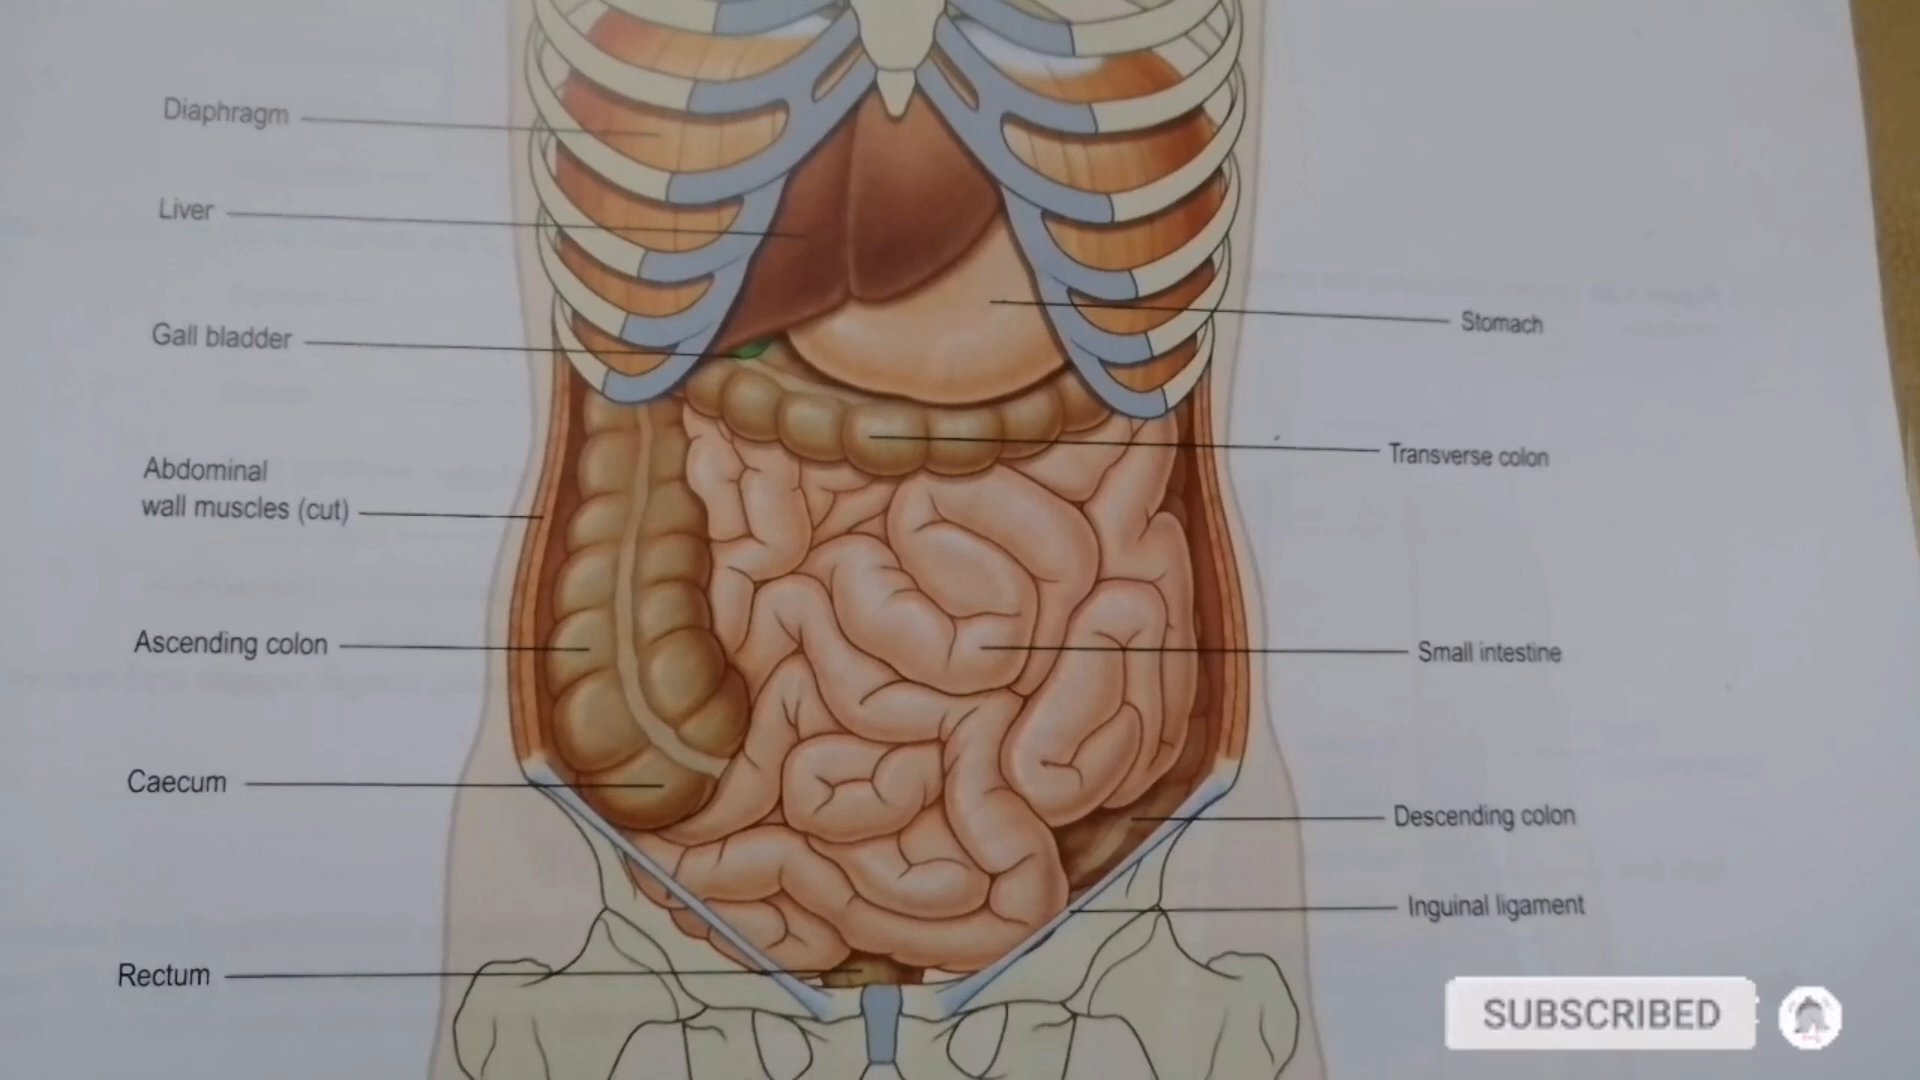 Diaphragm
Liver
Gall bladder
Abdominal
wall muscles (cut)
Ascending colon
Caecum
Rectum
Stomach
Transverse colon
Small intestine
Descending colon
Inguinal ligament
SUBSCRIBED